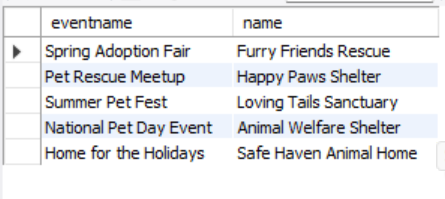 eventname name
Spring Adoption Fair Furry Friends Rescue
Pet Rescue Meetup Happy Paws Shelter
Summer Pet Fest Loving Tails Sanctuary
National Pet Day Event Animal Welfare Shelter
Home for the Holidays Safe Haven Animal Home